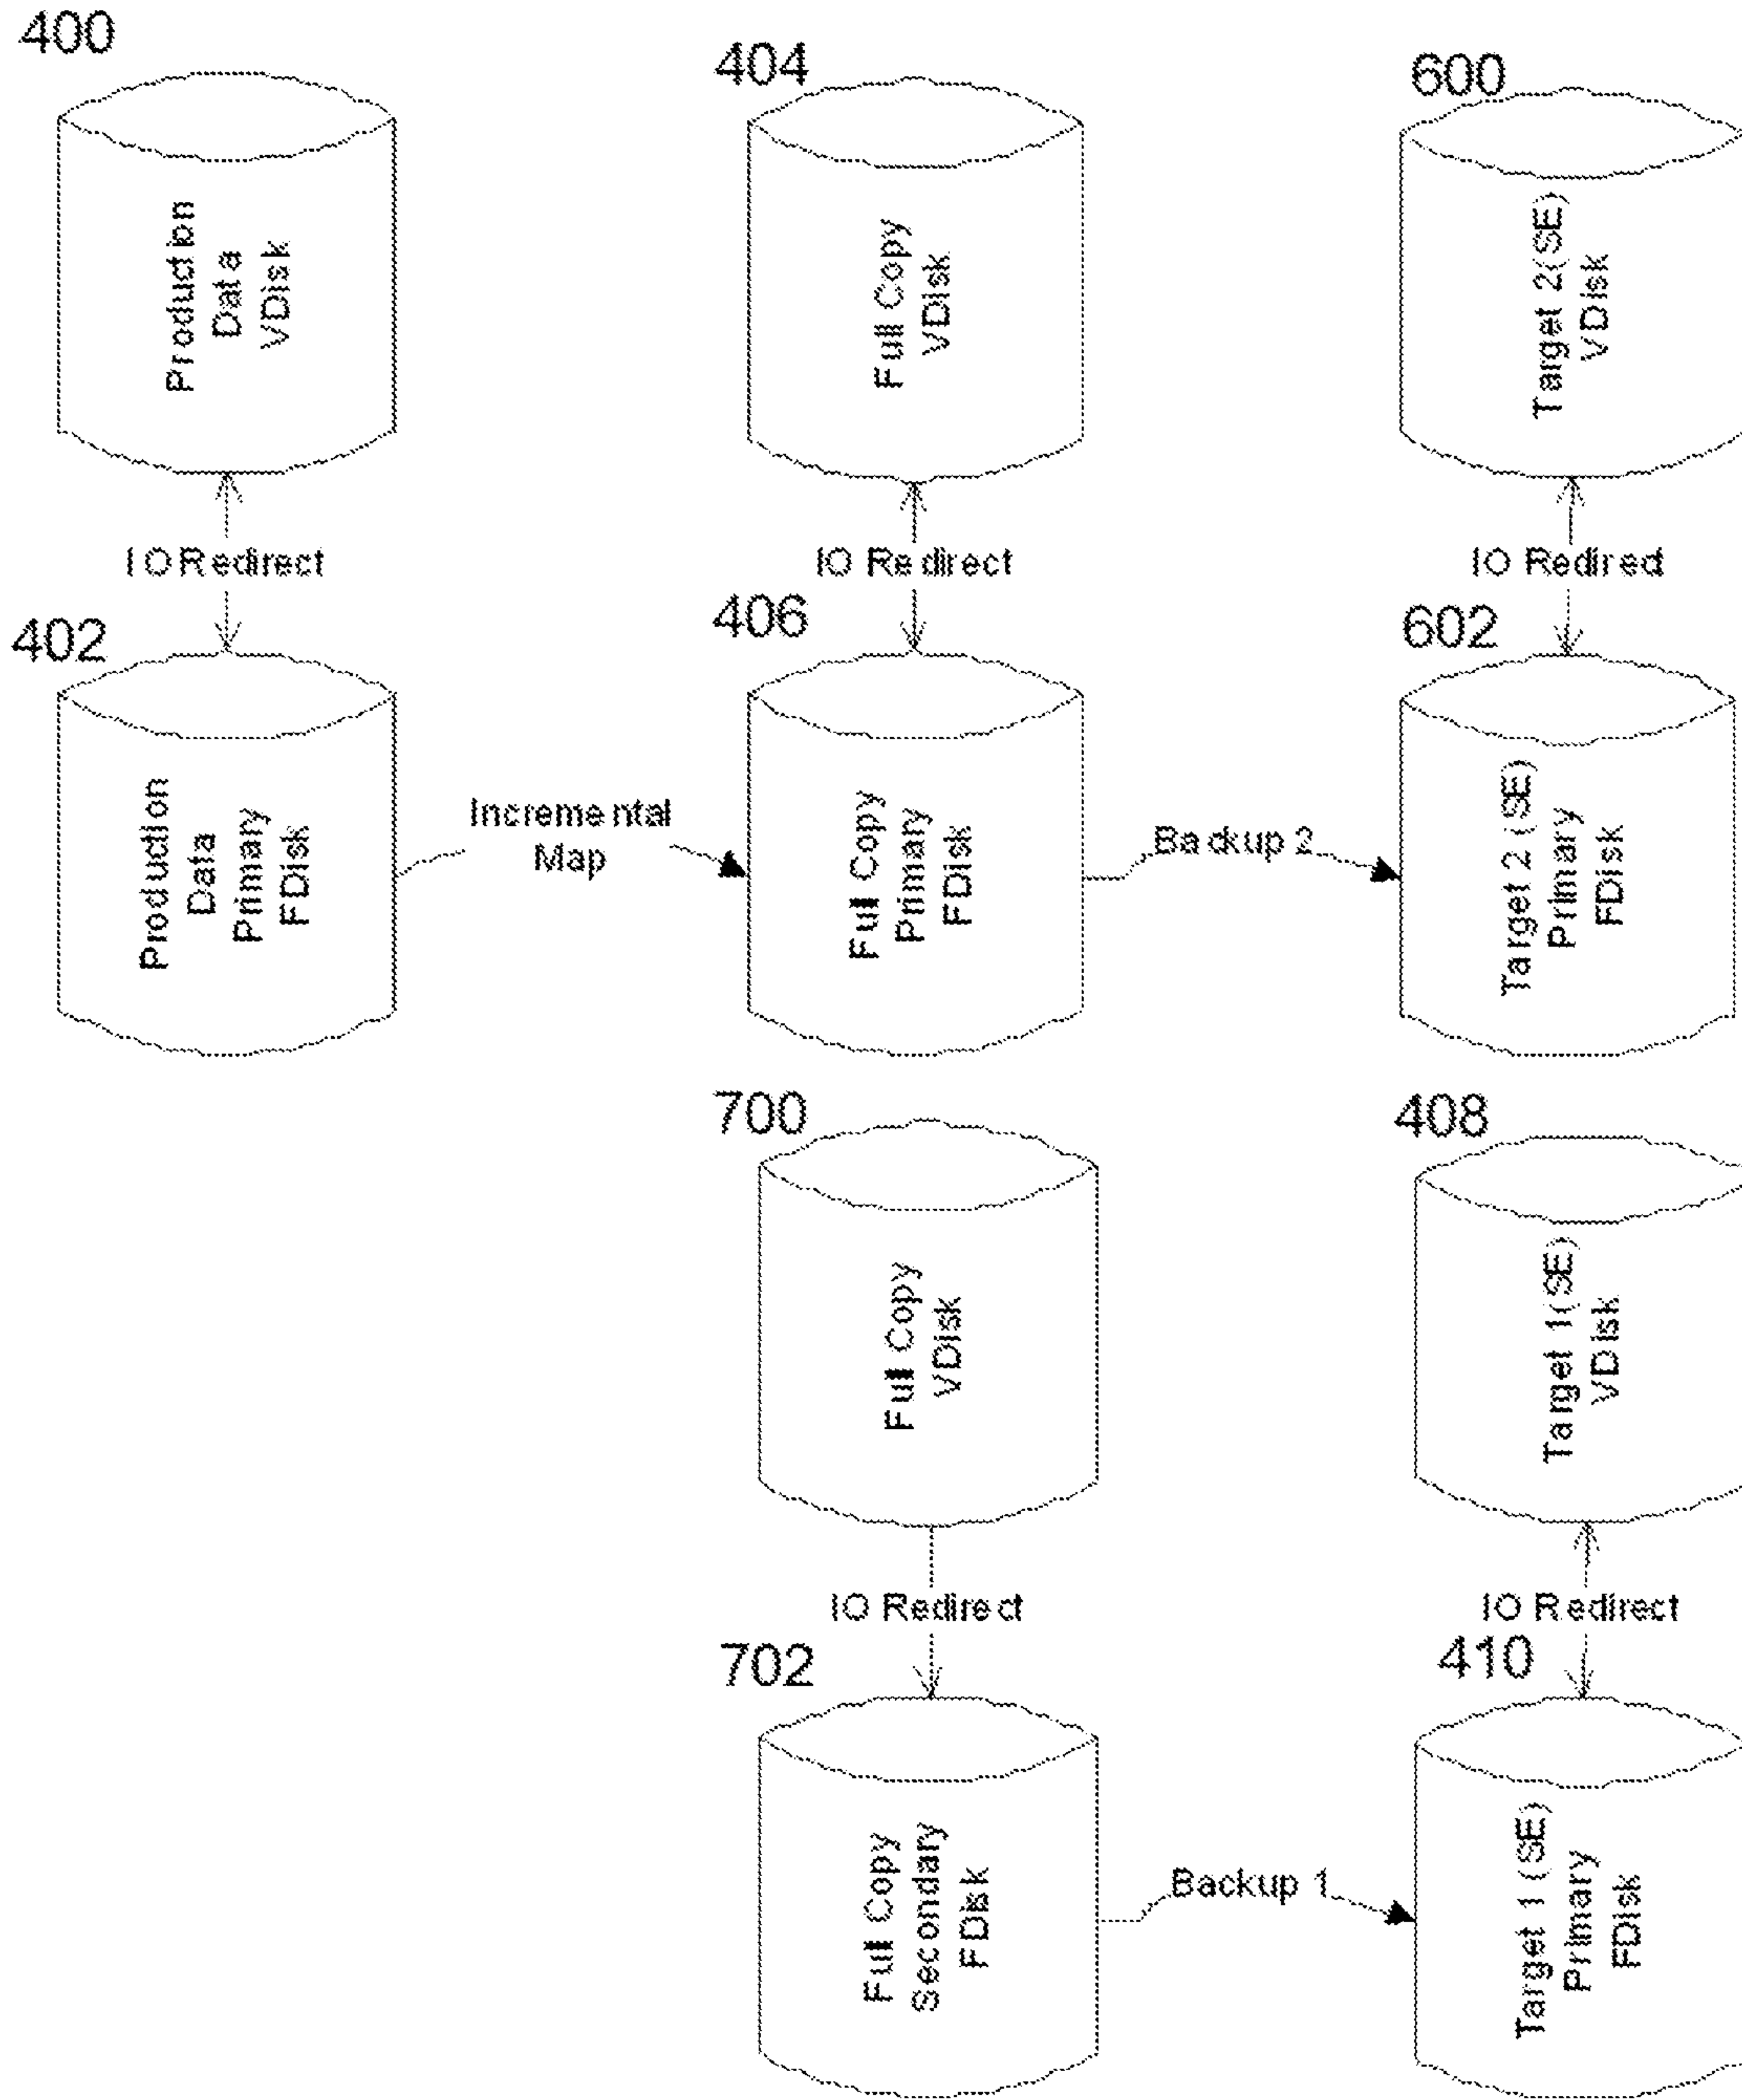 400
404
600
Production
Data
VDisk
Full Copy
VDisk
Target 2(SE)
VDisk
IO Redirect
IO Redirect
IO Redirect
402
406
602
Production
Data
Primary
FDisk
Incremental
Map
Full Copy
Primary
FDisk
Backup 2
Target 2 (SE)
Primary
FDisk
700
408
Full Copy
VDisk
Target 1(SE)
VDisk
IO Redirect
IO Redirect
702
410
Full Copy
Secondary
FDisk
Backup 1
Target 1 (SE)
Primary
FDisk